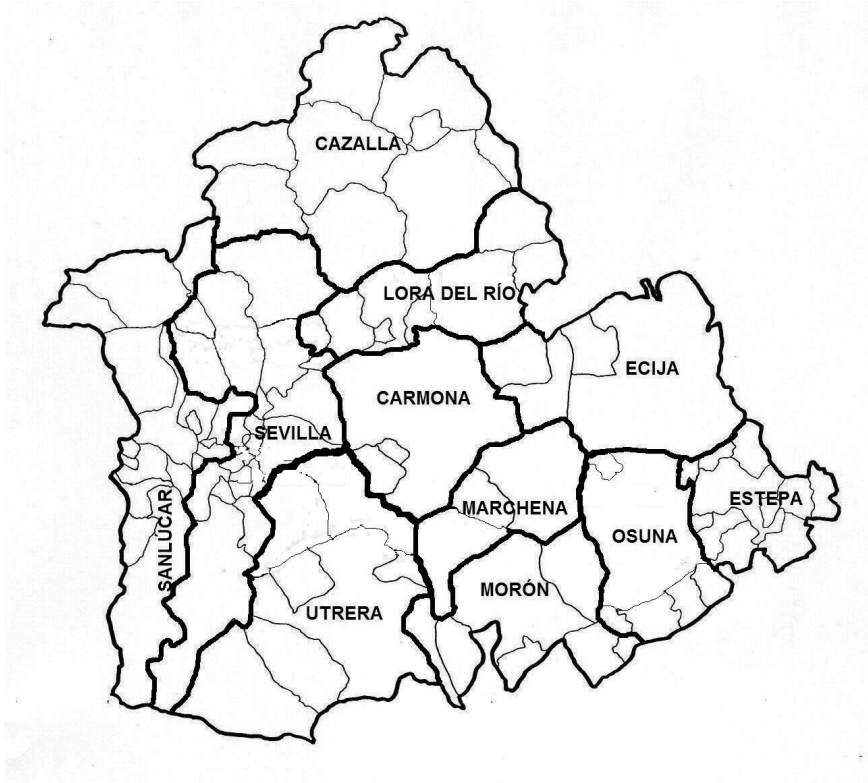 CAZALLA
LORA DEL RÍO
ECIJA
CARMONA
SEVILLA
ESTEPA
MARCHENA
SANLÚCAR
OSUNA
MORÓN
UTRERA